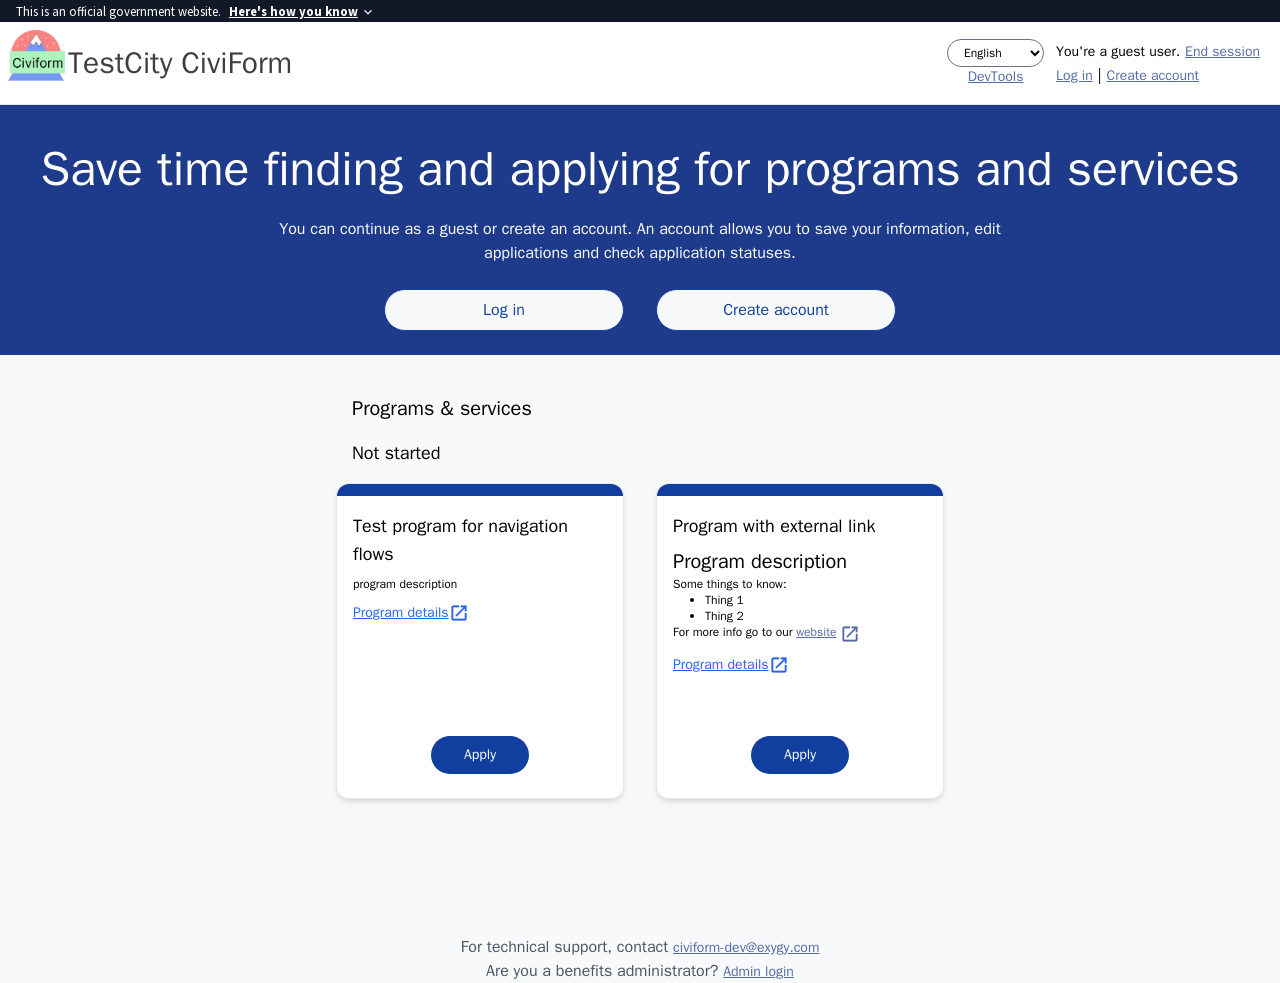 This is an official government website. Here's how you know
Civiform
TestCity CiviForm
English
You're a guest user. End session
DevTools
Log in | Create account
Save time finding and applying for programs and services
You can continue as a guest or create an account. An account allows you to save your information, edit
applications and check application statuses.
Log in
Create account
Programs & services
Not started
Test program for navigation
flows
program description
Program details
Apply
Program with external link
Program description
Some things to know:
• Thing 1
• Thing 2
For more info go to our website
Program details
Apply
For technical support, contact civiform-dev@exygy.com
Are you a benefits administrator? Admin login